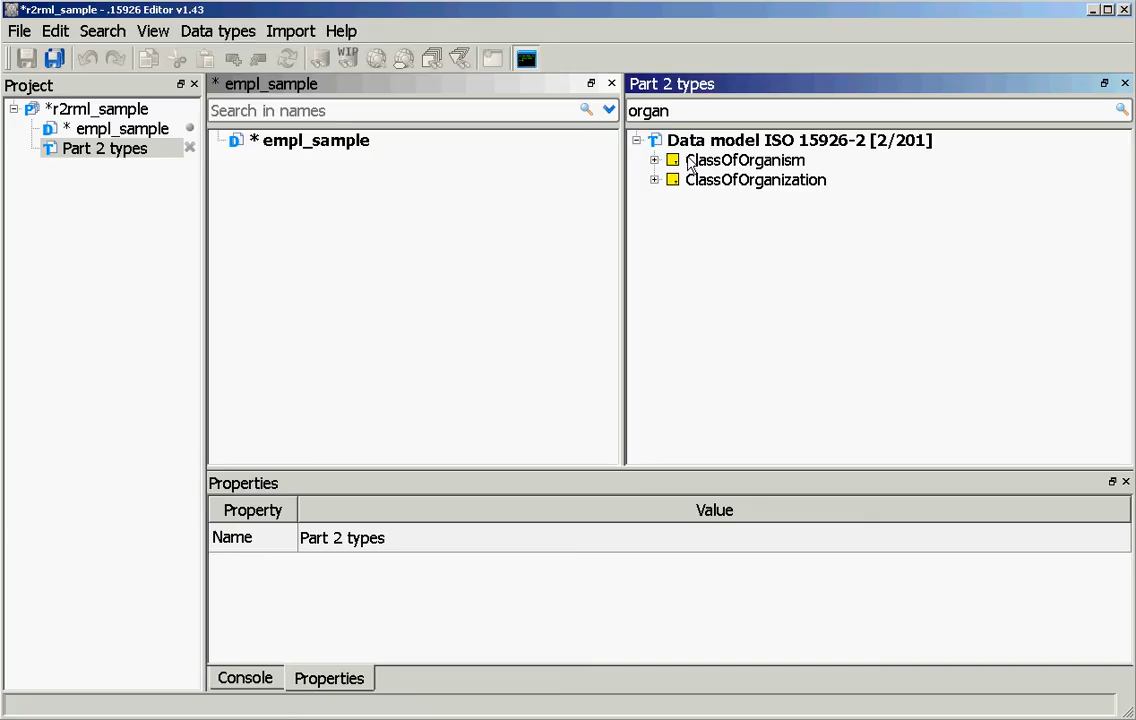 *r2rml_sample - .15926 Editor v1.43
File Edit Search View Data types Import Help
WIP
Project
*r2rml_sample
* empl_sample
Part 2 types
* empl_sample
Search in names
* empl_sample
Part 2 types
organ
Data model ISO 15926-2 [2/201]
ClassOfOrganism
ClassOfOrganization
Properties
Property Value
Name Part 2 types
Console Properties